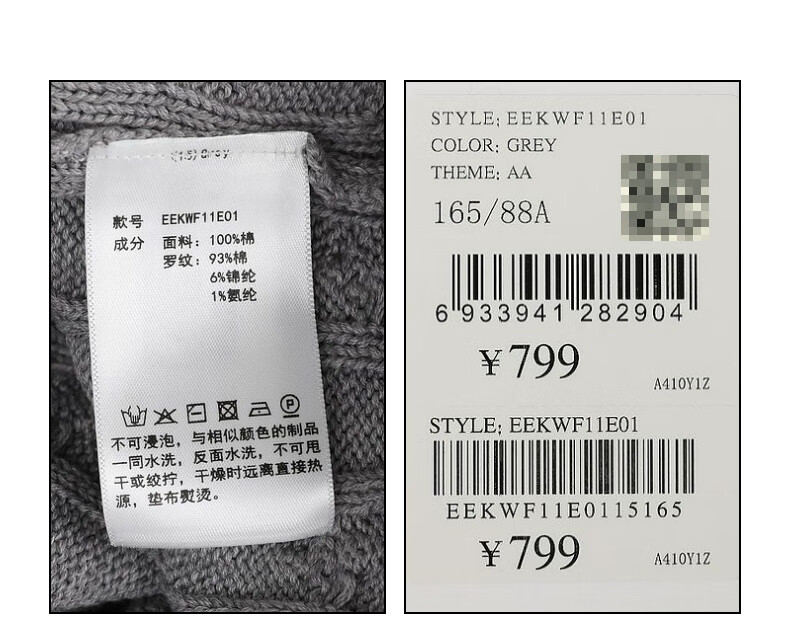 (15) Grey
款号 EEKWF11E01
成分 面料：100%棉
罗纹：93%棉
6%锦纶
1%氨纶
不可浸泡，与相似颜色的制品
一同水洗，反面水洗，不可甩
干或绞拧，干燥时远离直接热
源，垫布熨烫。
STYLE: EEKWF11E01
COLOR: GREY
THEME: AA
165/88A
6 933941 282904
¥799
A410Y1Z
STYLE: EEKWF11E01
EEKWF11E0115165
¥799
A410Y1Z